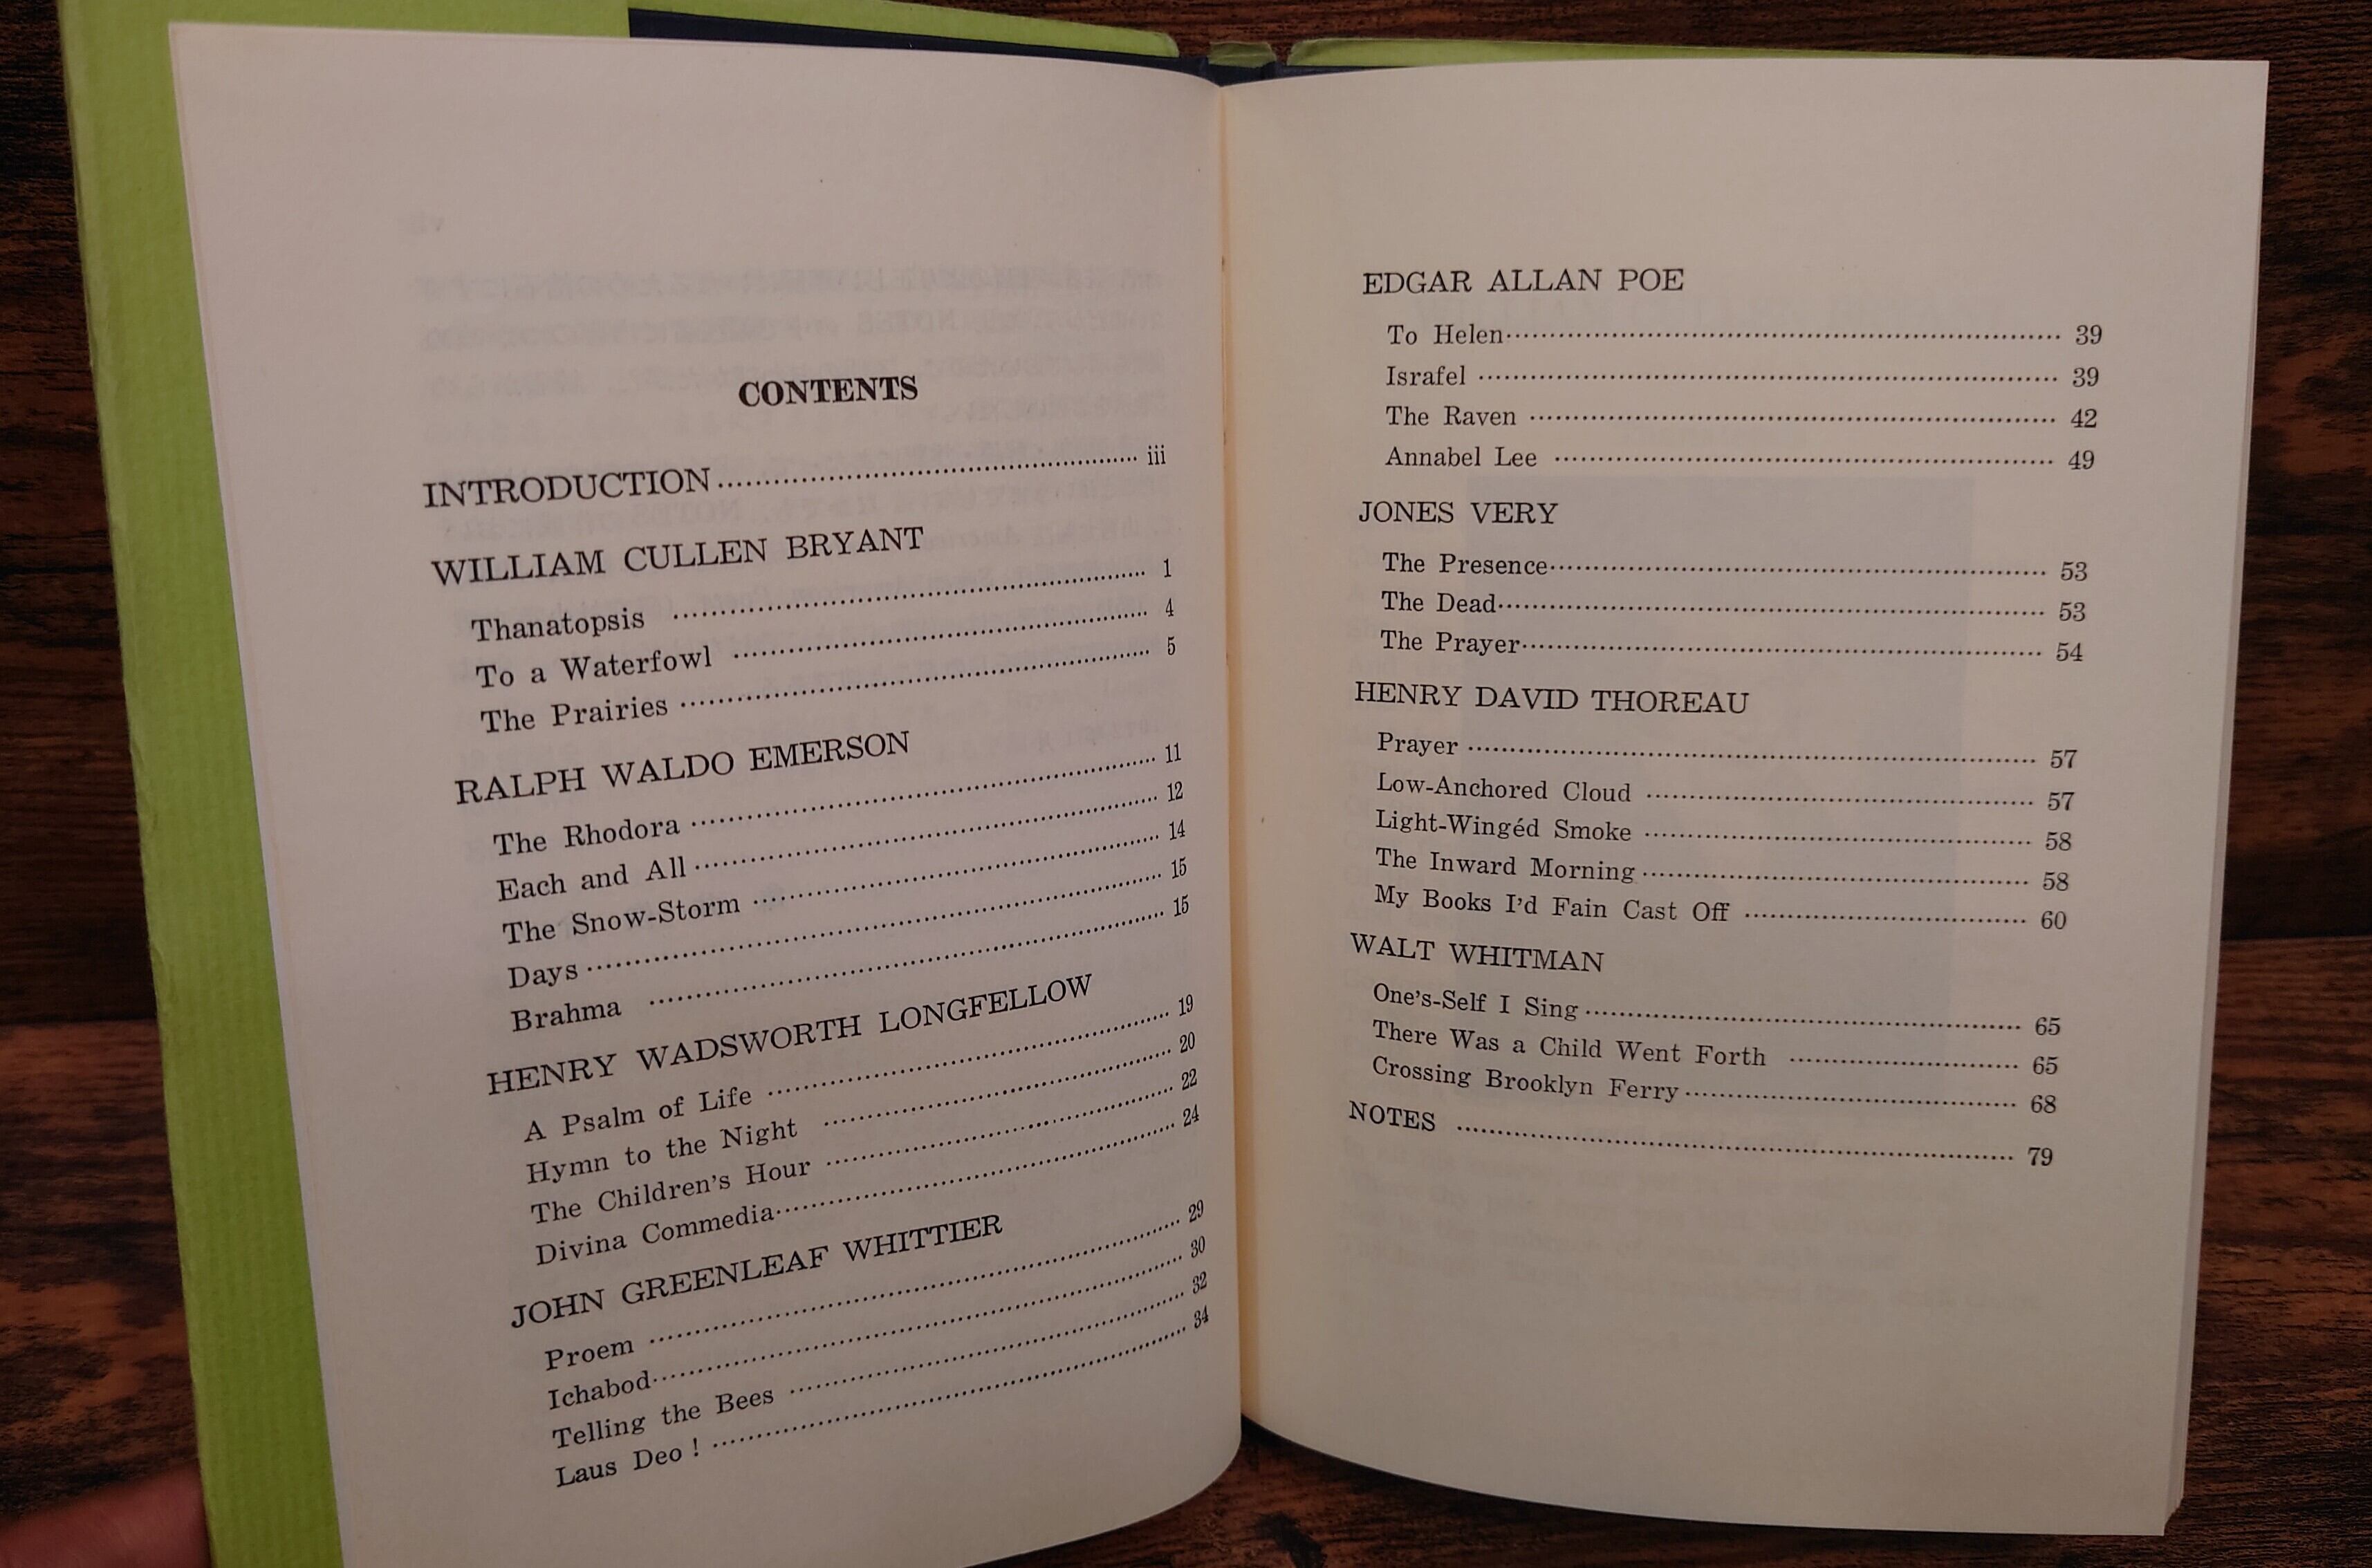 CONTENTS
INTRODUCTION ........................................ iii
WILLIAM CULLEN BRYANT
Thanatopsis ........................................ 1
To a Waterfowl ........................................ 4
The Prairies ........................................ 5
RALPH WALDO EMERSON
The Rhodora ........................................ 11
Each and All ........................................ 12
The Snow-Storm ........................................ 14
Days ........................................ 15
Brahma ........................................ 15
HENRY WADSWORTH LONGFELLOW
A Psalm of Life ........................................ 19
Hymn to the Night ........................................ 20
The Children's Hour ........................................ 22
Divina Commedia ........................................ 24
JOHN GREENLEAF WHITTIER
Proem ........................................ 29
Ichabod ........................................ 30
Telling the Bees ........................................ 32
Laus Deo ! ........................................ 34
EDGAR ALLAN POE
To Helen ........................................ 39
Israfel ........................................ 39
The Raven ........................................ 42
Annabel Lee ........................................ 49
JONES VERY
The Presence ........................................ 53
The Dead ........................................ 53
The Prayer ........................................ 54
HENRY DAVID THOREAU
Prayer ........................................ 57
Low-Anchored Cloud ........................................ 57
Light-Wingéd Smoke ........................................ 58
The Inward Morning ........................................ 58
My Books I'd Fain Cast Off ........................................ 60
WALT WHITMAN
One's-Self I Sing ........................................ 65
There Was a Child Went Forth ........................................ 65
Crossing Brooklyn Ferry ........................................ 68
NOTES ........................................ 79